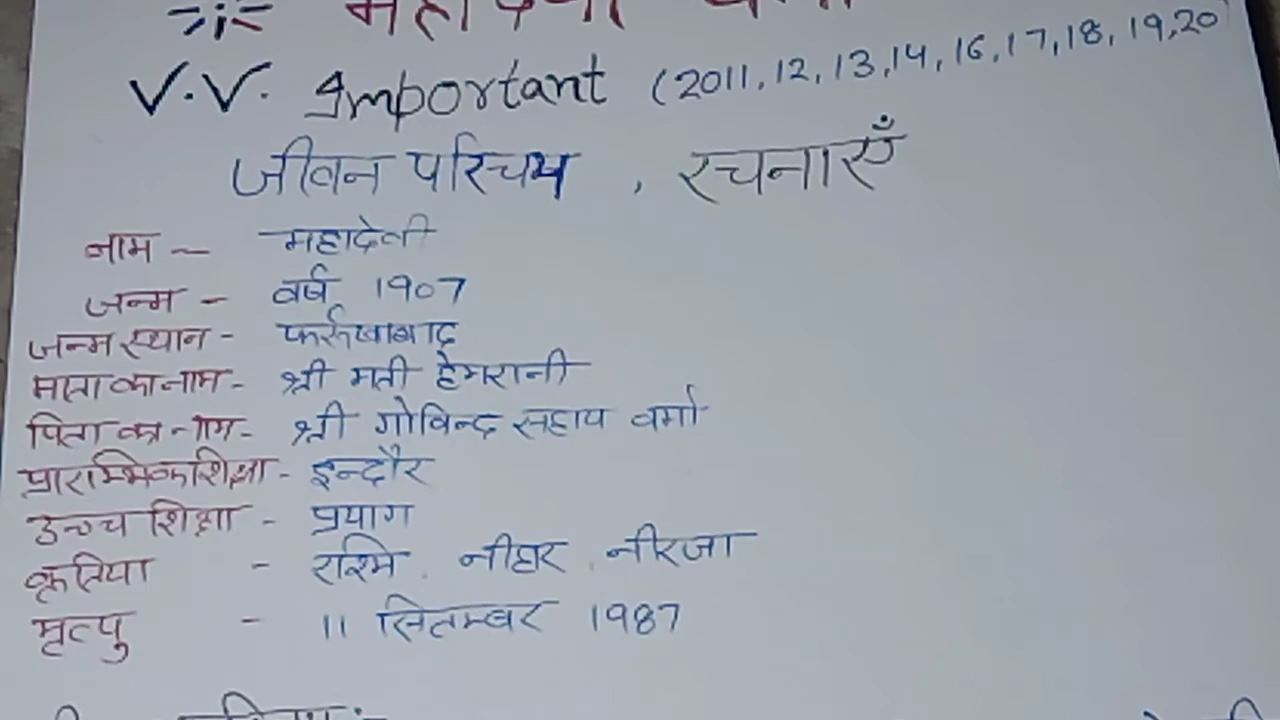 V.V. Important (2011, 12, 13, 14, 16, 17, 18, 19, 20
जीवन परिचय , रचनाएँ
नाम - महादेवी
जन्म - वर्ष 1907
जन्म स्थान - फर्रूखाबाद
माता का नाम - श्री मती हेमरानी
पिता का नाम - श्री गोविन्द सहाय वर्मा
प्रारम्भिक शिक्षा - इन्दौर
उच्च शिक्षा - प्रयाग
कृतिया - रश्मि , नीहार , नीरजा
मृत्यु - 11 सितम्बर 1987